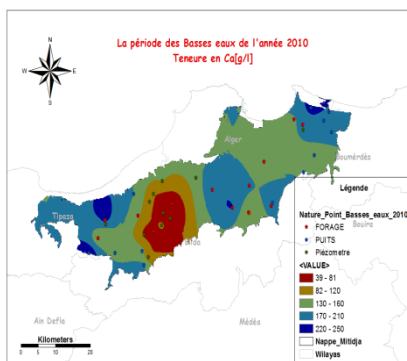 La période des Basses eaux de l'année 2010
Teneure en Ca[g/l]
N
W
E
S
Alger
Boumérdès
Tipaza
Blida
Bouira
Médéa
Ain Defla
Légende
Nature_Point_Basses_eaux_2010
FORAGE
PUITS
Piézometre
<VALUE>
39 - 81
82 - 120
130 - 160
170 - 210
220 - 250
Nappe_Mitidja
Wilayas
Kilometers
0 5 10 20